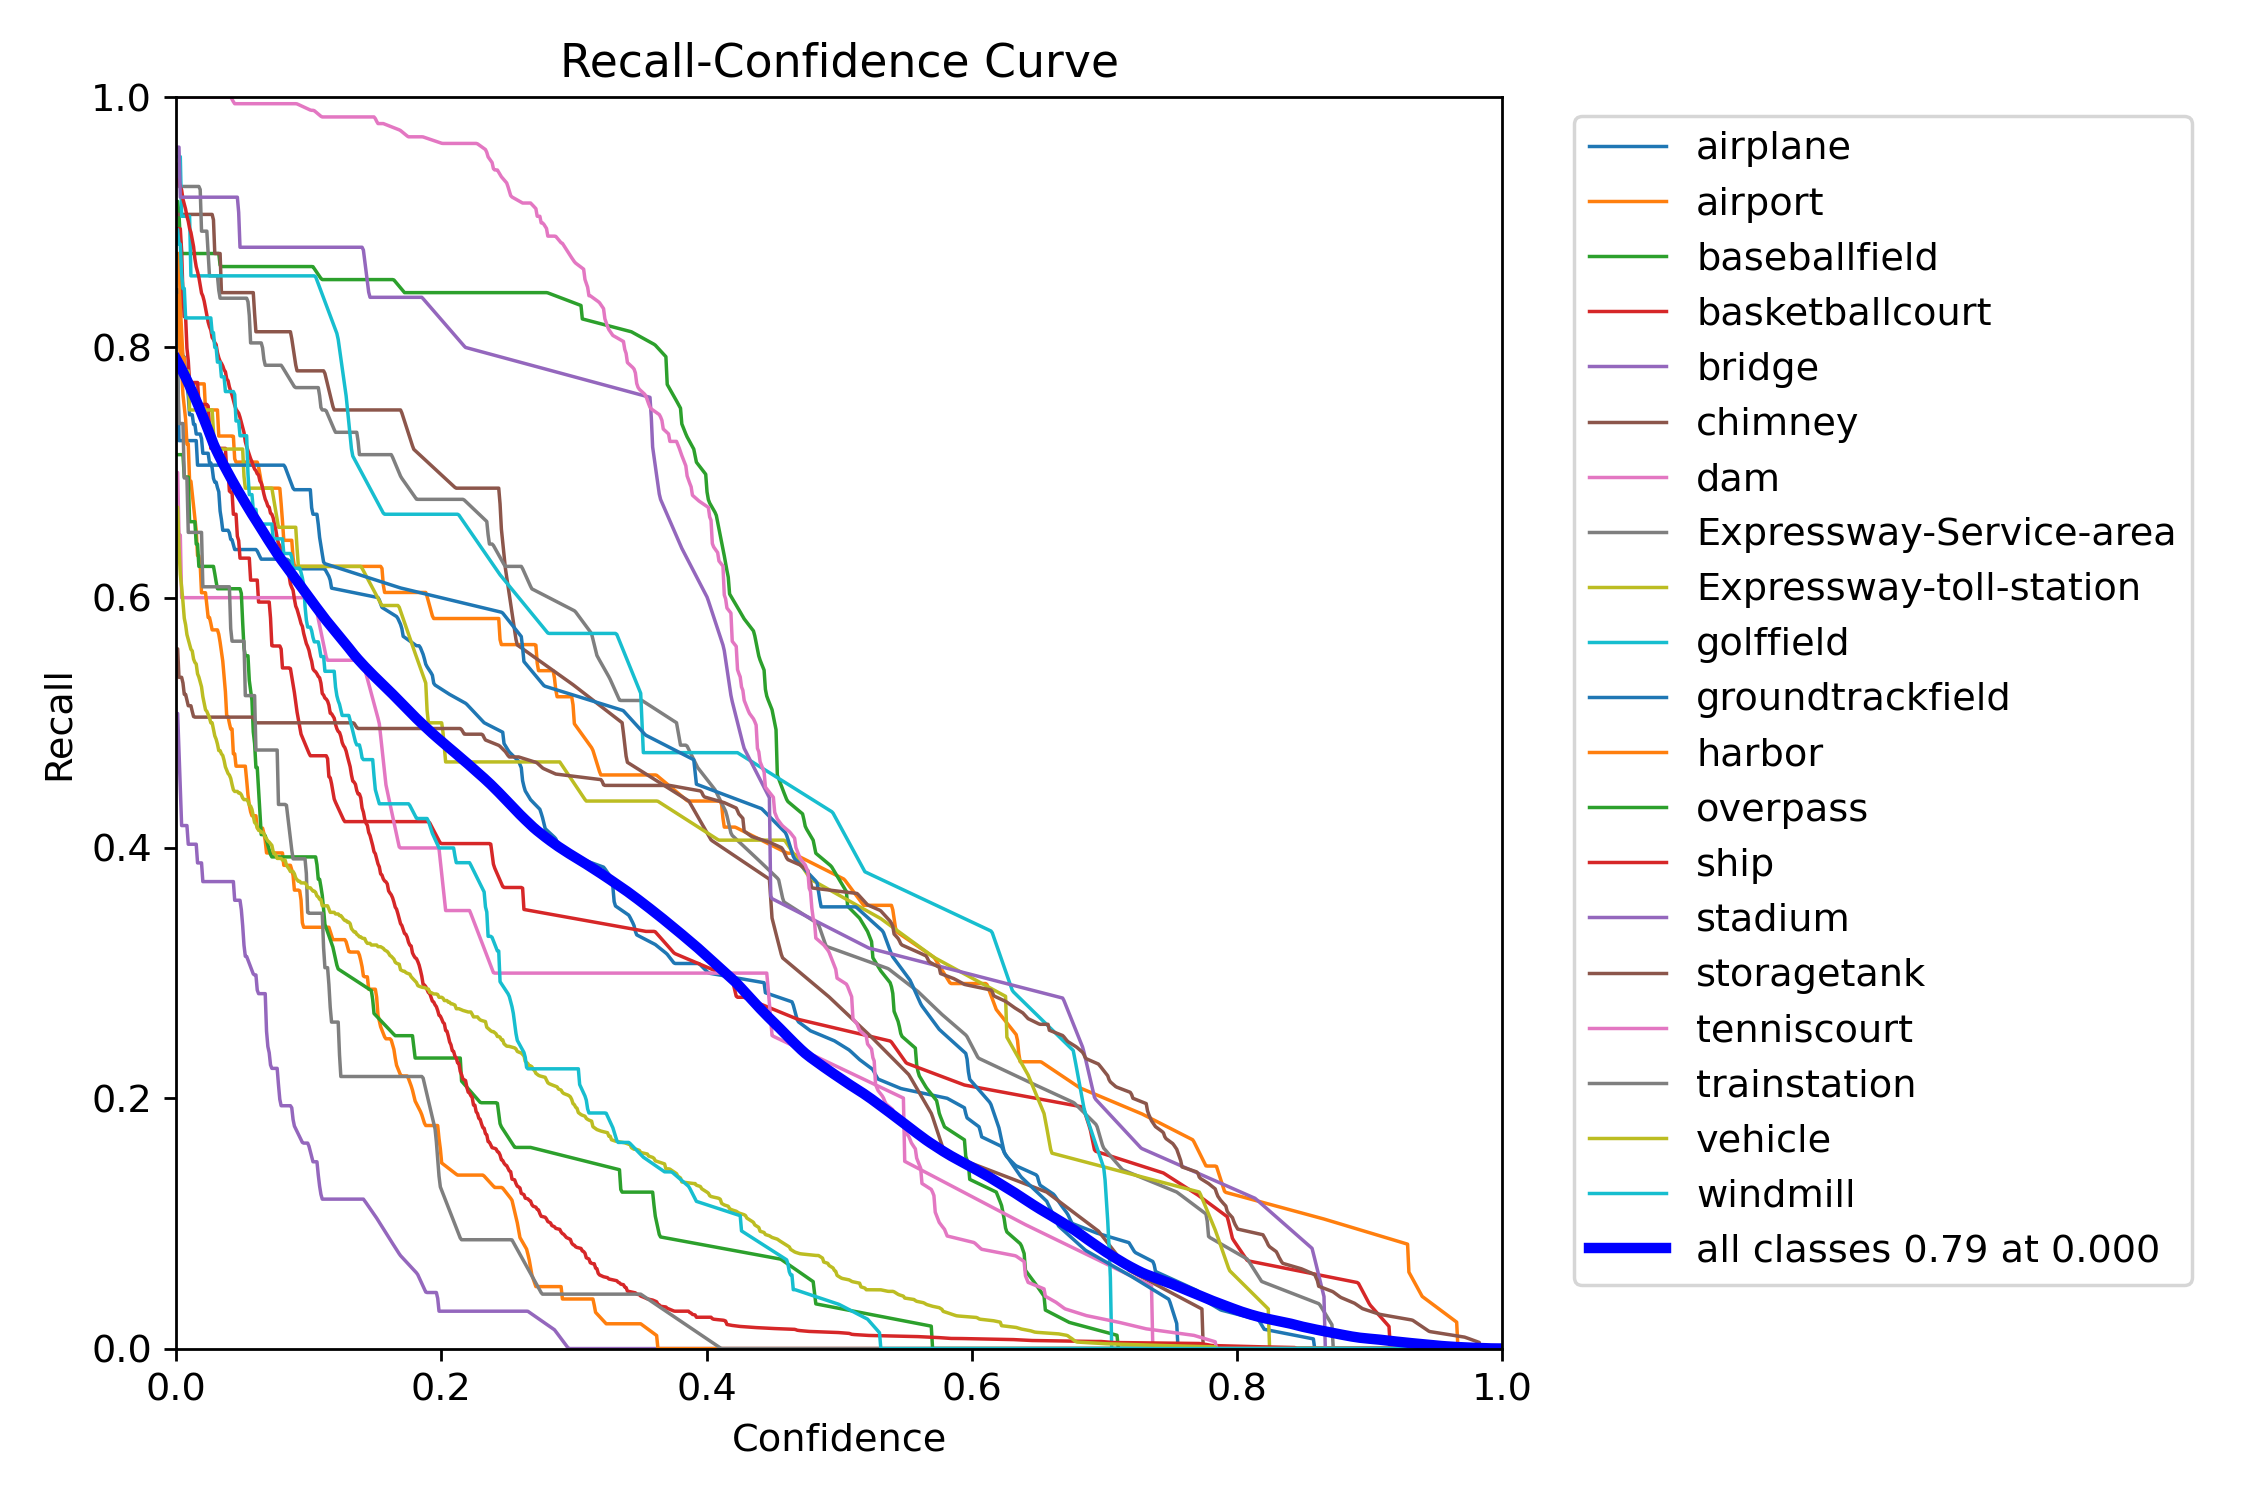 Recall-Confidence Curve
1.0
0.8
0.6
0.4
0.2
0.0
Recall
0.0 0.2 0.4 0.6 0.8 1.0
Confidence
airplane
airport
baseballfield
basketballcourt
bridge
chimney
dam
Expressway-Service-area
Expressway-toll-station
golffield
groundtrackfield
harbor
overpass
ship
stadium
storagetank
tenniscourt
trainstation
vehicle
windmill
all classes 0.79 at 0.000